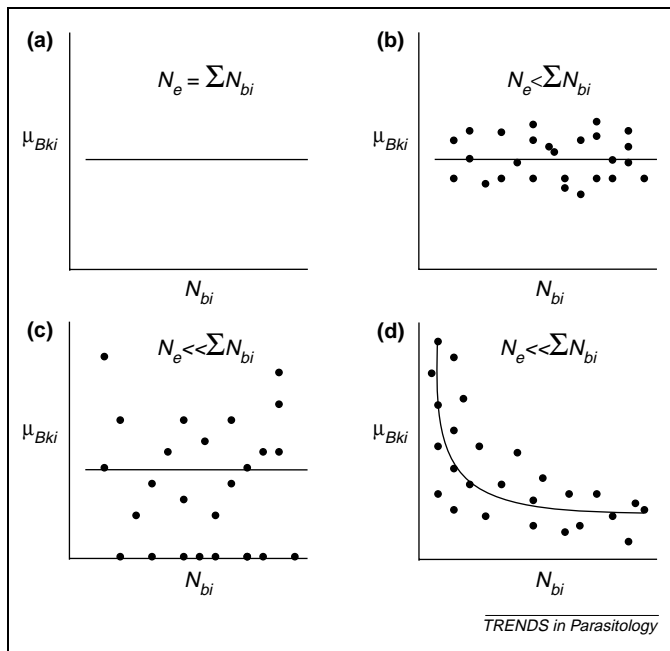 (a)
N_e = ΣN_bi
μ_Bki
N_bi
(b)
N_e<ΣN_bi
μ_Bki
N_bi
(c)
N_e<<ΣN_bi
μ_Bki
N_bi
(d)
N_e<<ΣN_bi
μ_Bki
N_bi
TRENDS in Parasitology